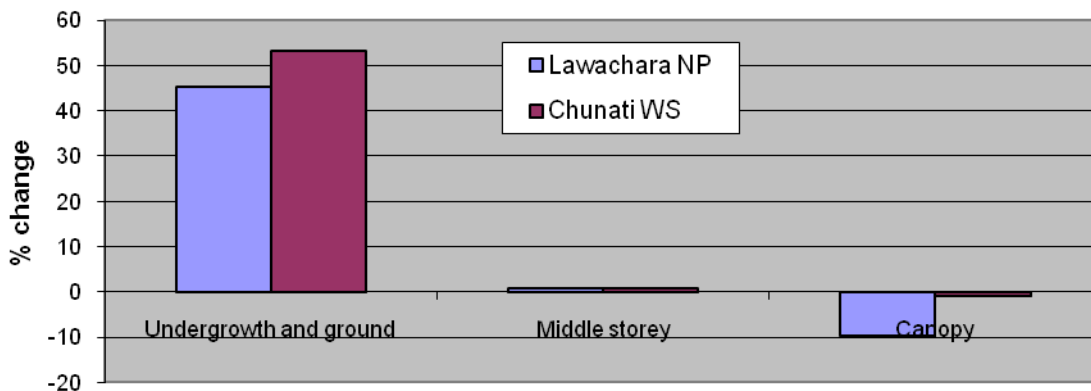 60
50
40
30
20
10
0
-10
-20
% change
Lawachara NP
Chunati WS
Undergrowth and ground
Middle storey
Canopy